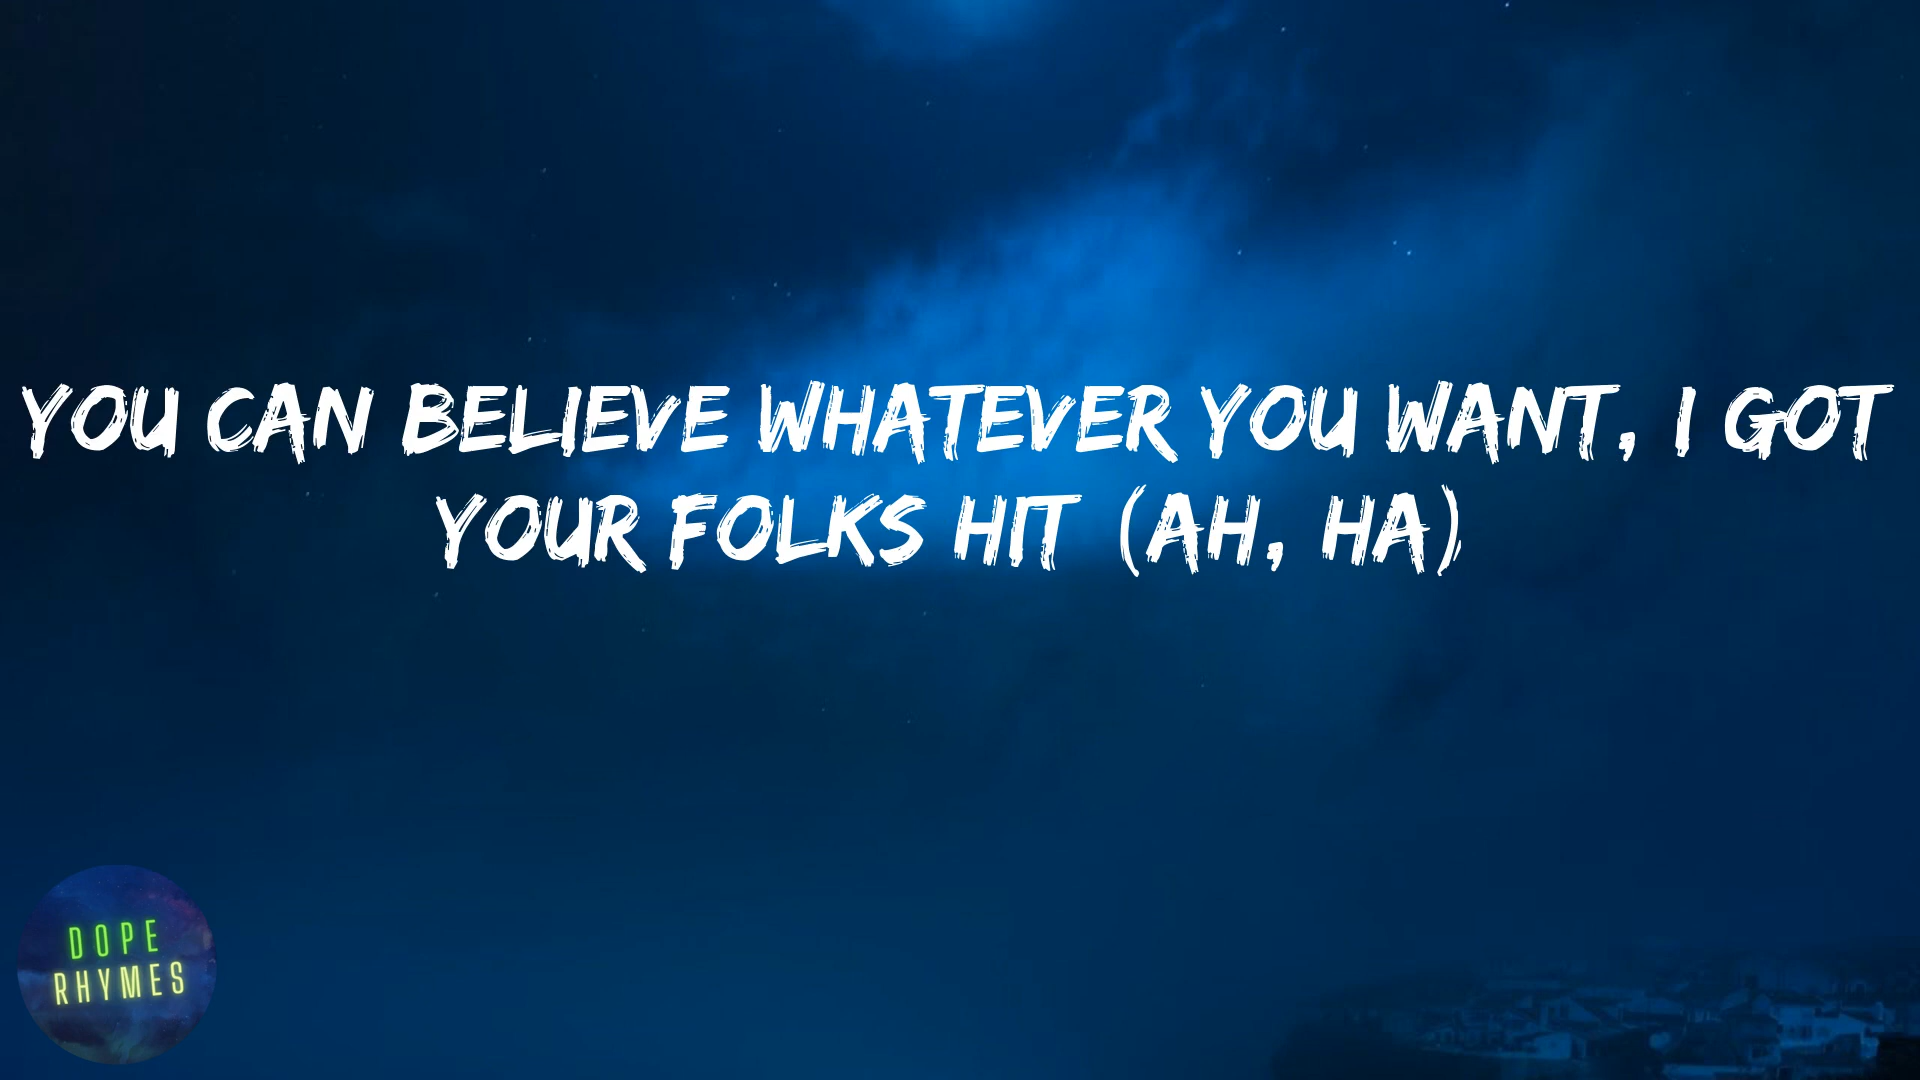 YOU CAN BELIEVE WHATEVER YOU WANT, I GOT
YOUR FOLKS HIT (AH, HA)
DOPE
RHYMES